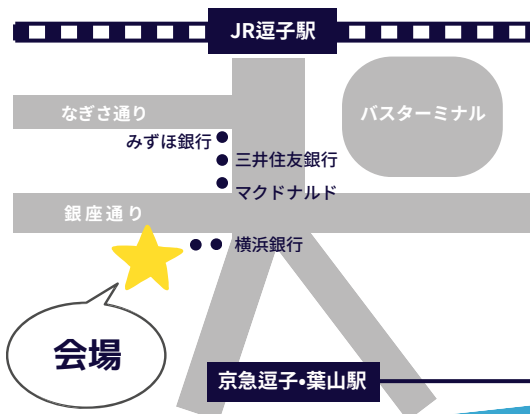 JR逗子駅
なぎさ通り
バスターミナル
みずほ銀行
三井住友銀行
マクドナルド
銀座通り
横浜銀行
会場
京急逗子•葉山駅